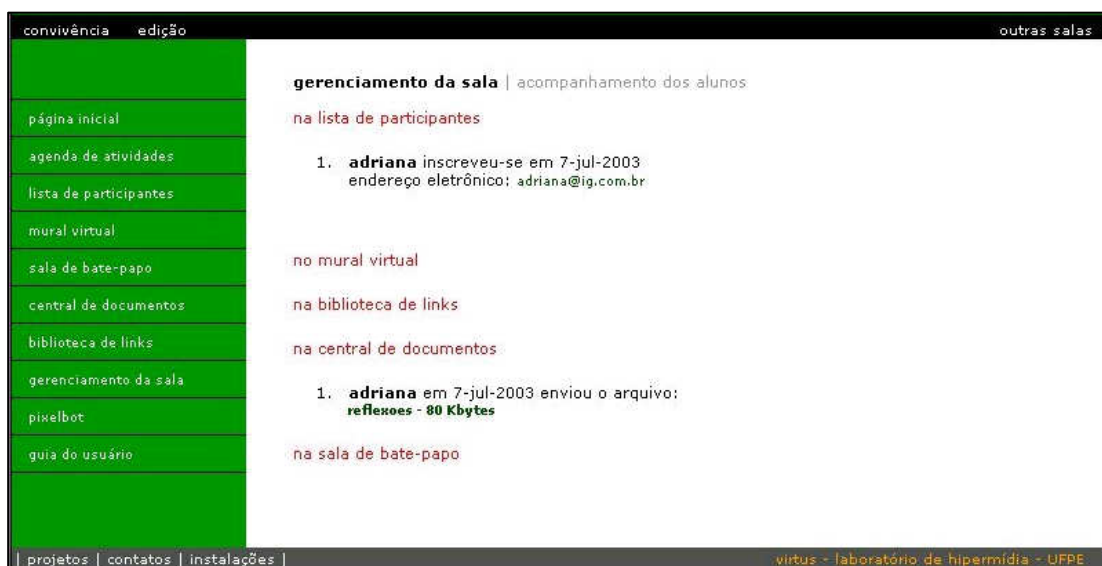 convivência edição outras salas
gerenciamento da sala | acompanhamento dos alunos
página inicial
agenda de atividades
lista de participantes
mural virtual
sala de bate-papo
central de documentos
biblioteca de links
gerenciamento da sala
pixelbot
guia do usuário
na lista de participantes
1. adriana inscreveu-se em 7-jul-2003
endereço eletrônico: adriana@ig.com.br
no mural virtual
na biblioteca de links
na central de documentos
1. adriana em 7-jul-2003 enviou o arquivo:
reflexoes - 80 Kbytes
na sala de bate-papo
| projetos | contatos | instalações | virtus - laboratório de hipermídia - UFPE